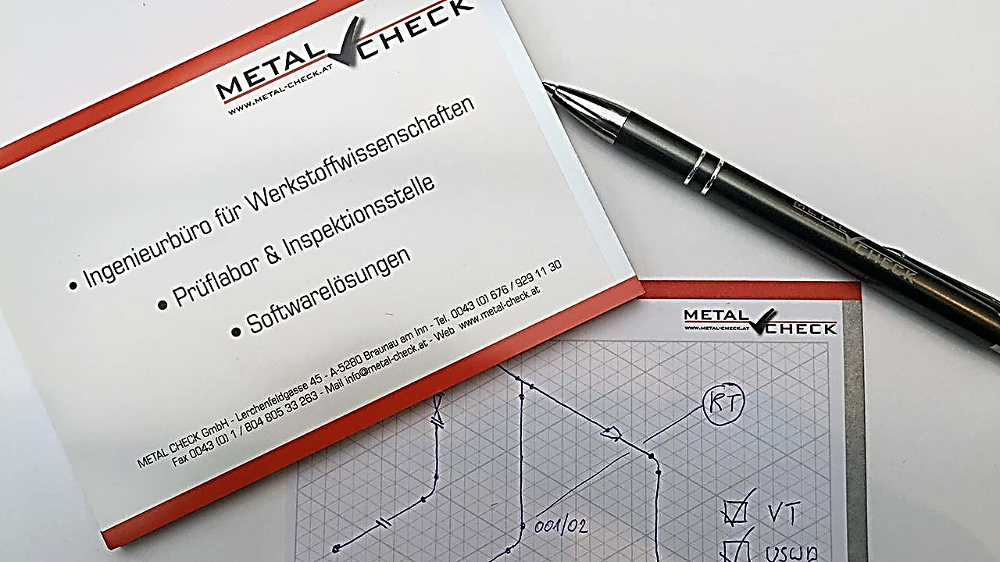 METAL CHECK
WWW.METAL-CHECK.AT
• Ingenieurbüro für Werkstoffwissenschaften
• Prüflabor & Inspektionsstelle
• Softwarelösungen
METAL CHECK GmbH - Lerchenfeldgasse 45 - A-5280 Braunau am Inn - Tel. 0043 (0) 676 / 929 11 30
Fax 0043 (0) 1 / 804 805 33 263 - Mail info@metal-check.at - Web www.metal-check.at
METAL CHECK
METAL CHECK
WWW.METAL-CHECK.AT
RT
001/02
VT